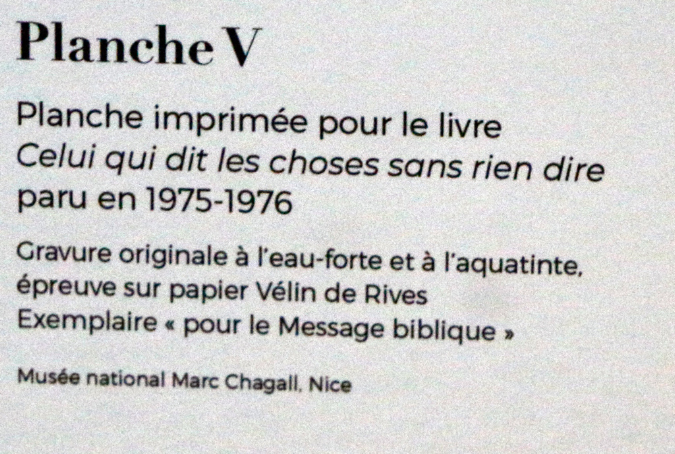 Planche V
Planche imprimée pour le livre
Celui qui dit les choses sans rien dire
paru en 1975-1976
Gravure originale à l'eau-forte et à l'aquatinte,
épreuve sur papier Vélin de Rives
Exemplaire « pour le Message biblique »
Musée national Marc Chagall, Nice